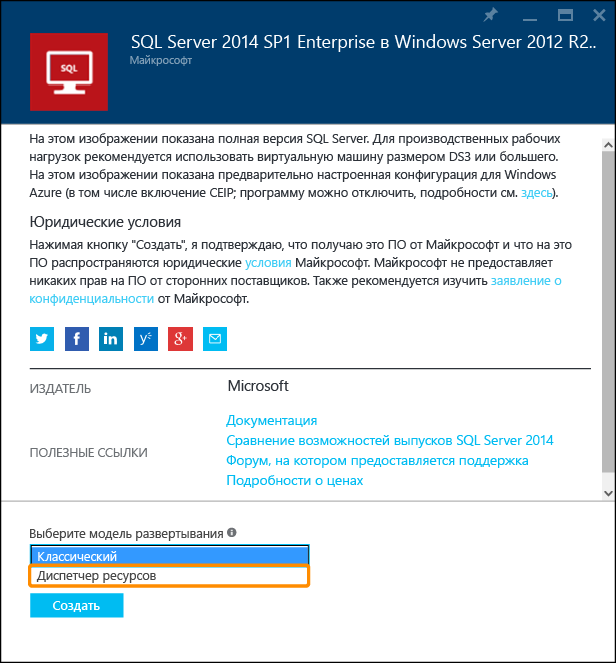 SQL Server 2014 SP1 Enterprise в Windows Server 2012 R2..
Майкрософт
SQL
На этом изображении показана полная версия SQL Server. Для производственных рабочих
нагрузок рекомендуется использовать виртуальную машину размером DS3 или большего.
На этом изображении показана предварительно настроенная конфигурация для Windows
Azure (в том числе включение CEIP; программу можно отключить, подробности см. здесь).
Юридические условия
Нажимая кнопку "Создать", я подтверждаю, что получаю это ПО от Майкрософт и что на это
ПО распространяются юридические условия Майкрософт. Майкрософт не предоставляет
никаких прав на ПО от сторонних поставщиков. Также рекомендуется изучить заявление о
конфиденциальности от Майкрософт.
ИЗДАТЕЛЬ
Microsoft
ПОЛЕЗНЫЕ ССЫЛКИ
Документация
Сравнение возможностей выпусков SQL Server 2014
Форум, на котором предоставляется поддержка
Подробности о ценах
Выберите модель развертывания
Классический
Диспетчер ресурсов
Создать